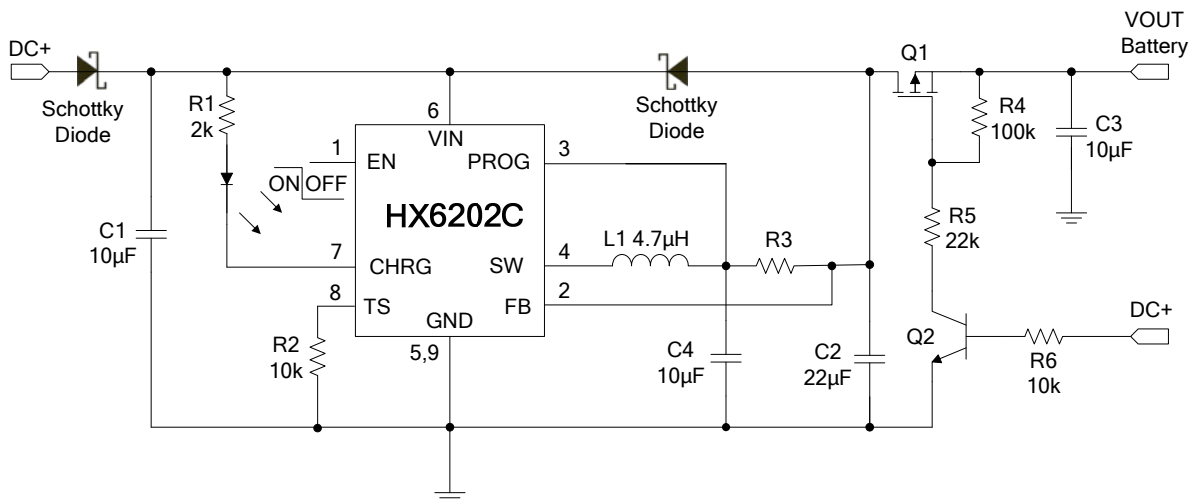 DC+
Schottky
Diode
R1
2k
C1
10µF
1
EN
ON OFF
6
VIN
PROG
3
HX6202C
7
CHRG
SW
4
8
TS
FB
2
GND
5,9
R2
10k
L1 4.7µH
R3
C4
10µF
C2
22µF
Schottky
Diode
Q1
VOUT
Battery
R4
100k
C3
10µF
R5
22k
Q2
R6
10k
DC+